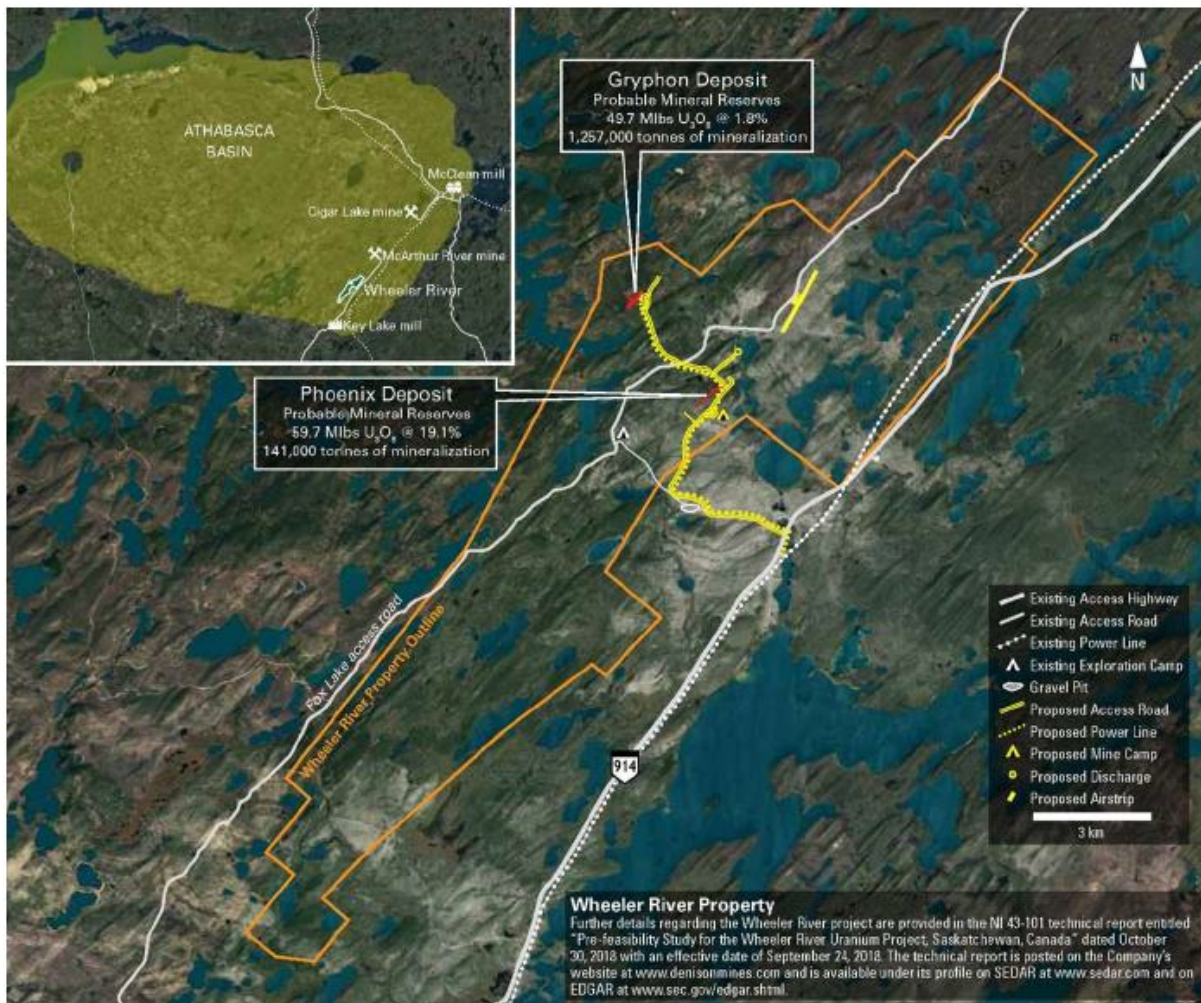 ATHABASCA
BASIN
McClean mill
Cigar Lake mine
McArthur River mine
Wheeler River
Key Lake mill
Gryphon Deposit
Probable Mineral Reserves
49.7 Mlbs U₃O₈ @ 1.8%
1,257,000 tonnes of mineralization
N
Phoenix Deposit
Probable Mineral Reserves
59.7 Mlbs U₃O₈ @ 19.1%
141,000 tonnes of mineralization
Fox Lake access road
Wheeler River Property Outline
914
Existing Access Highway
Existing Access Road
Existing Power Line
Existing Exploration Camp
Gravel Pit
Proposed Access Road
Proposed Power Line
Proposed Mine Camp
Proposed Discharge
Proposed Airstrip
3 km
Wheeler River Property
Further details regarding the Wheeler River project are provided in the NI 43-101 technical report entitled
"Pre-feasibility Study for the Wheeler River Uranium Project, Saskatchewan, Canada" dated October
30, 2018 with an effective date of September 24, 2018. The technical report is posted on the Company's
website at www.denisonmines.com and is available under its profile on SEDAR at www.sedar.com and on
EDGAR at www.sec.gov/edgar.shtml.